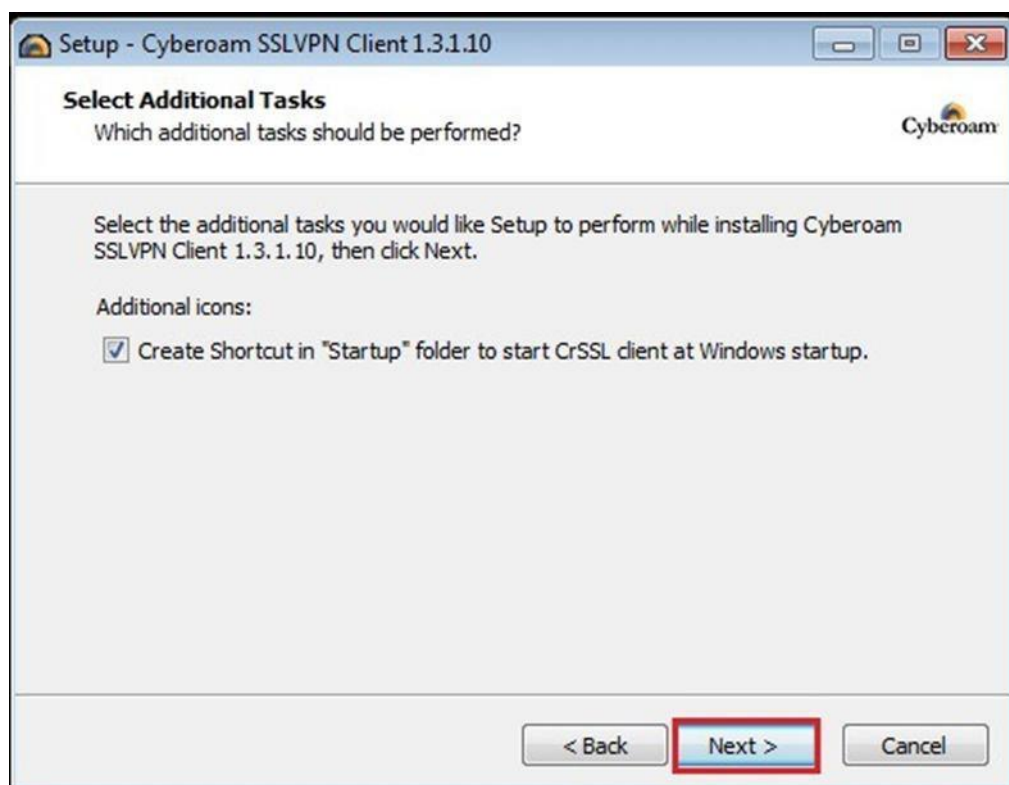 Setup - Cyberoam SSLVPN Client 1.3.1.10
Select Additional Tasks
Which additional tasks should be performed?
Cyberoam
Select the additional tasks you would like Setup to perform while installing Cyberoam
SSLVPN Client 1.3.1.10, then click Next.
Additional icons:
Create Shortcut in "Startup" folder to start CrSSL client at Windows startup.
< Back
Next >
Cancel